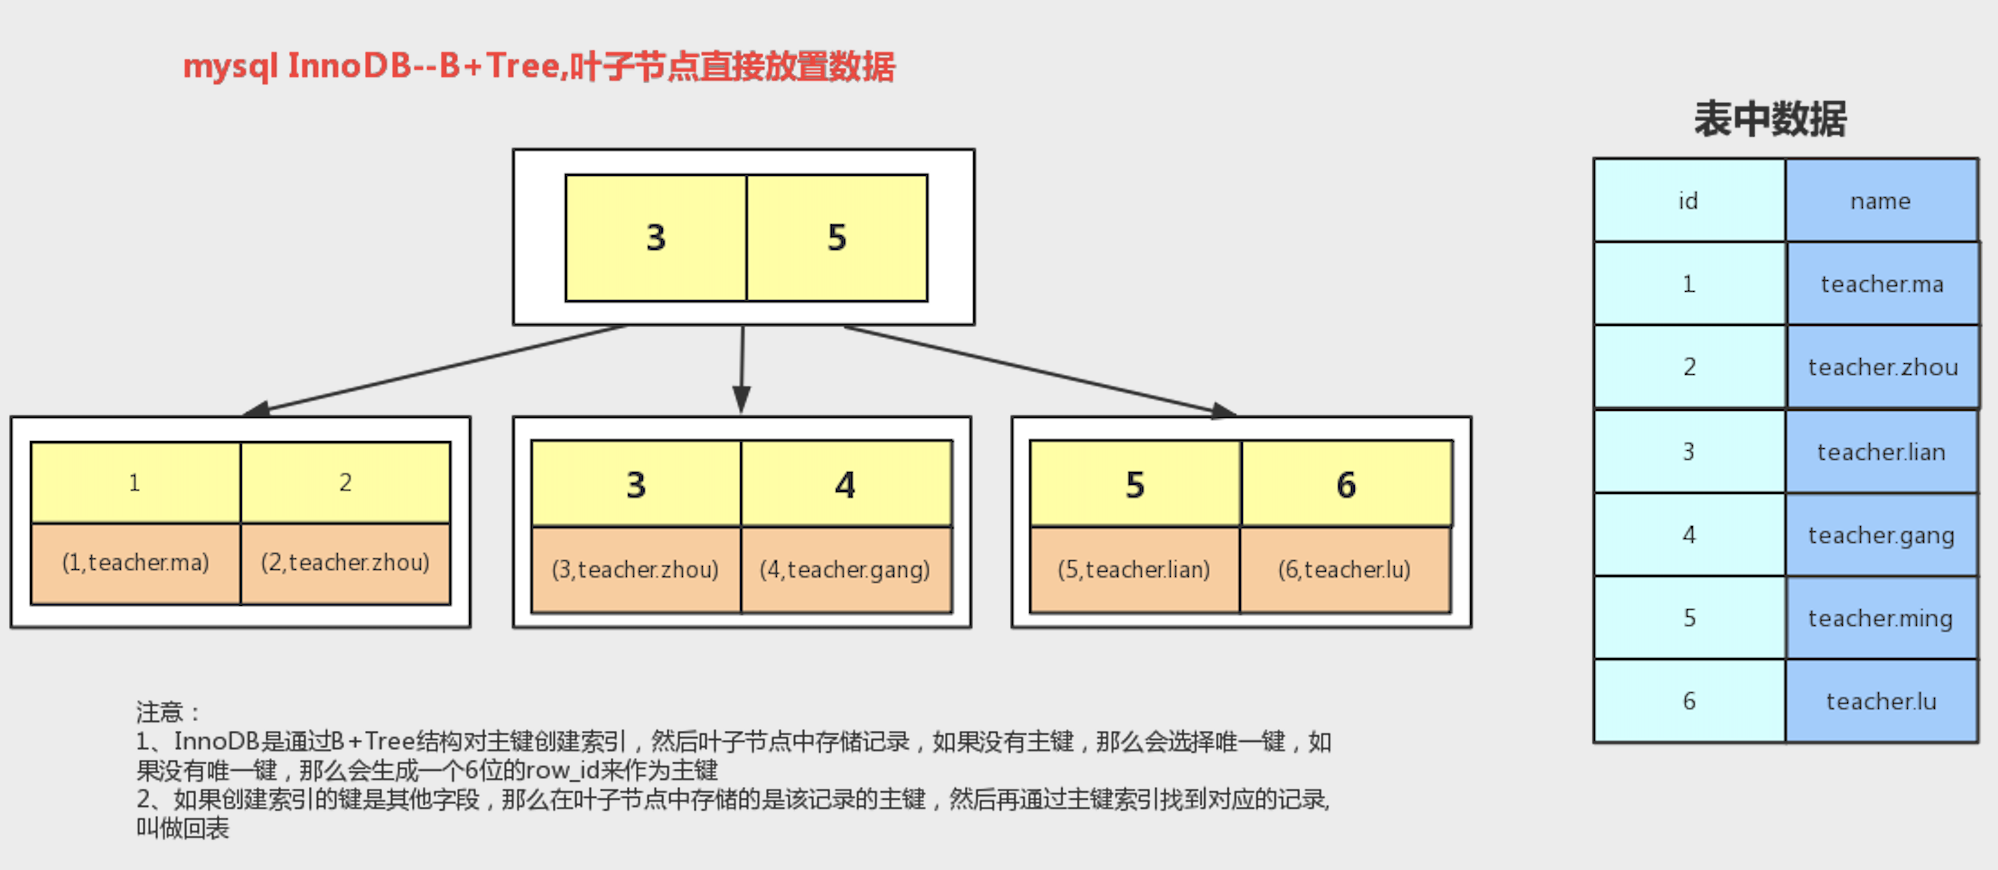 mysql InnoDB--B+Tree,叶子节点直接放置数据
表中数据
3 5
1 2
(1,teacher.ma) (2,teacher.zhou)
3 4
(3,teacher.zhou) (4,teacher.gang)
5 6
(5,teacher.lian) (6,teacher.lu)
id name
1 teacher.ma
2 teacher.zhou
3 teacher.lian
4 teacher.gang
5 teacher.ming
6 teacher.lu
注意：
1、InnoDB是通过B+Tree结构对主键创建索引，然后叶子节点中存储记录，如果没有主键，那么会选择唯一键，如
果没有唯一键，那么会生成一个6位的row_id来作为主键
2、如果创建索引的键是其他字段，那么在叶子节点中存储的是该记录的主键，然后再通过主键索引找到对应的记录,
叫做回表